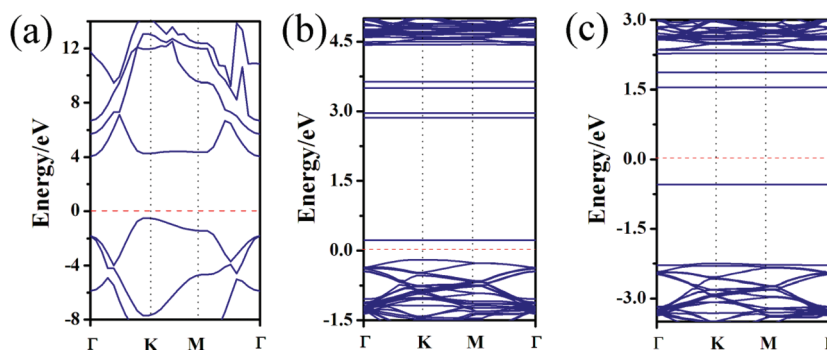 (a)
Energy/eV
12
8
4
0
-4
-8
Γ K M Γ
(b)
Energy/eV
4.5
3.0
1.5
0.0
-1.5
Γ K M Γ
(c)
Energy/eV
3.0
1.5
0.0
-1.5
-3.0
Γ K M